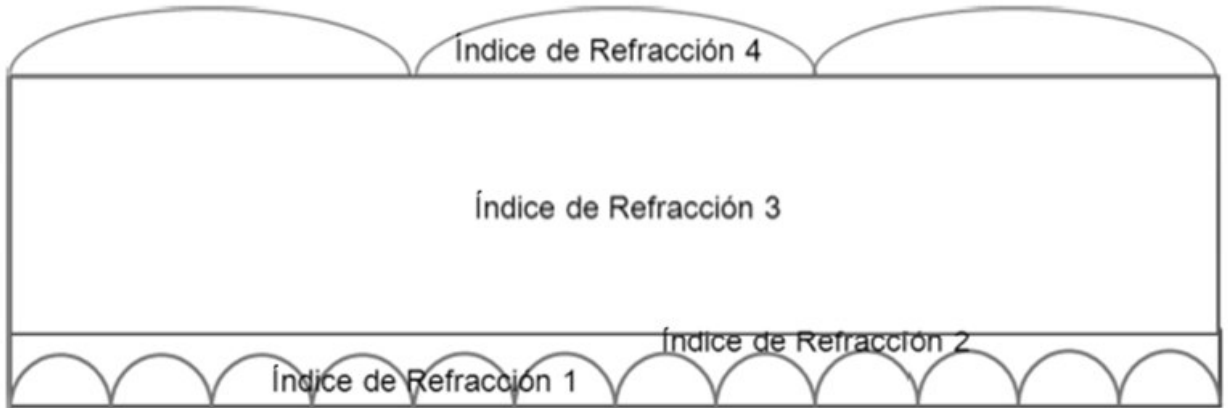 Índice de Refracción 4
Índice de Refracción 3
Índice de Refracción 2
Índice de Refracción 1